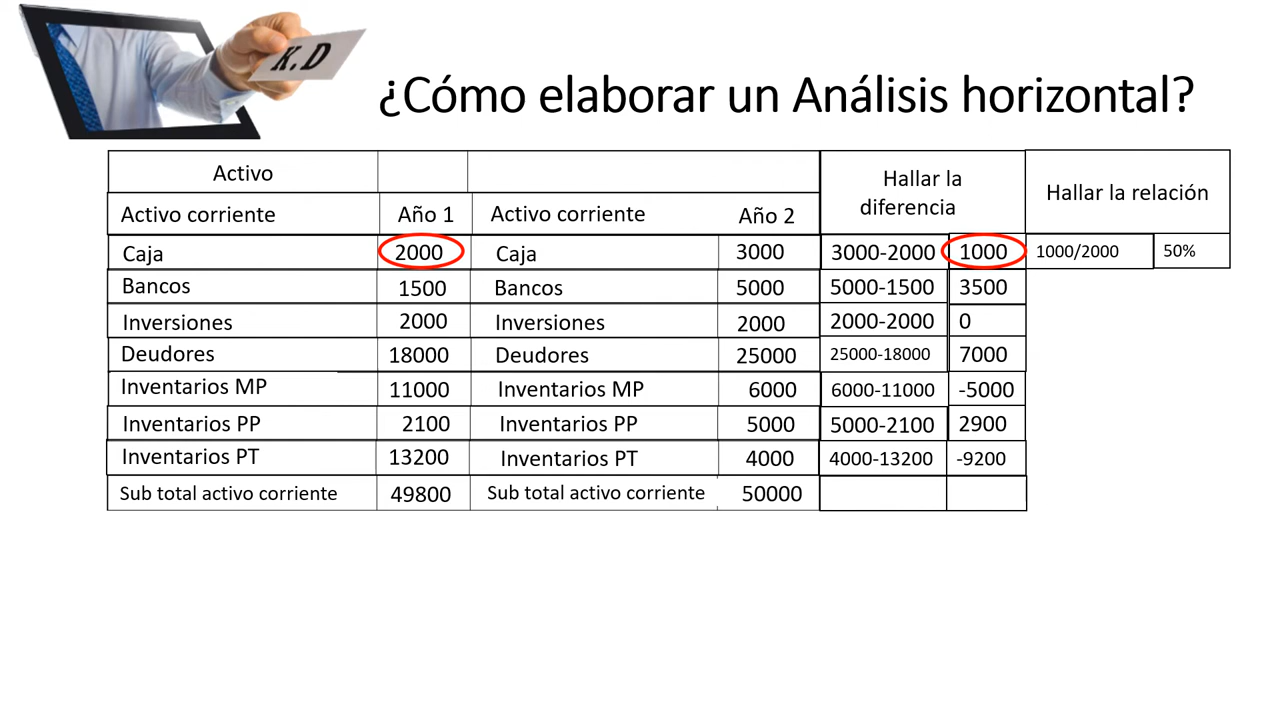 K.D
¿Cómo elaborar un Análisis horizontal?
Activo Hallar la diferencia Hallar la relación
Activo corriente Año 1 Activo corriente Año 2
Caja 2000 Caja 3000 3000-2000 1000 1000/2000 50%
Bancos 1500 Bancos 5000 5000-1500 3500
Inversiones 2000 Inversiones 2000 2000-2000 0
Deudores 18000 Deudores 25000 25000-18000 7000
Inventarios MP 11000 Inventarios MP 6000 6000-11000 -5000
Inventarios PP 2100 Inventarios PP 5000 5000-2100 2900
Inventarios PT 13200 Inventarios PT 4000 4000-13200 -9200
Sub total activo corriente 49800 Sub total activo corriente 50000